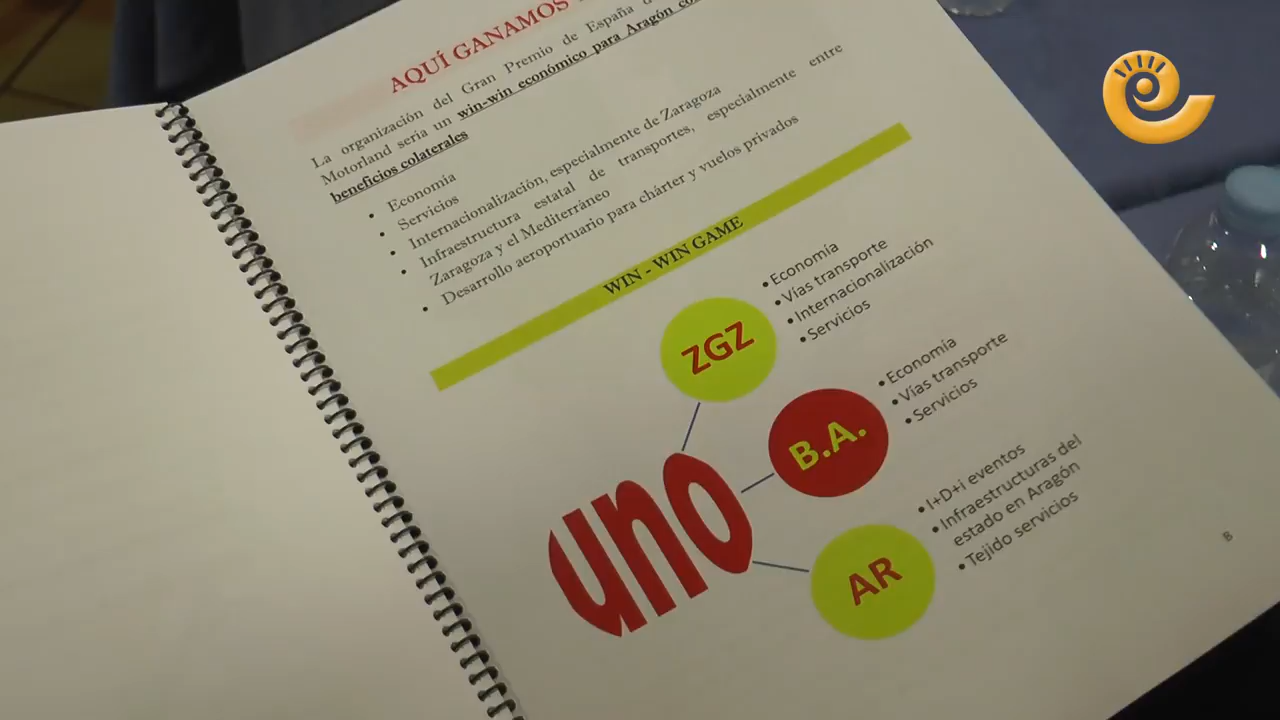 AQUÍ GANAMOS
La organización del Gran Premio de España
Motorland sería un win-win económico para Aragón
beneficios colaterales
• Economía
• Servicios
• Internacionalización, especialmente de Zaragoza
• Infraestructura estatal de transportes, especialmente entre
Zaragoza y el Mediterráneo
• Desarrollo aeroportuario para chárter y vuelos privados
WIN - WIN GAME
ZGZ
• Economía
• Vías transporte
• Internacionalización
• Servicios
B.A.
• Economía
• Vías transporte
• Servicios
uno
AR
• I+D+i eventos
• Infraestructuras del
estado en Aragón
• Tejido servicios
8